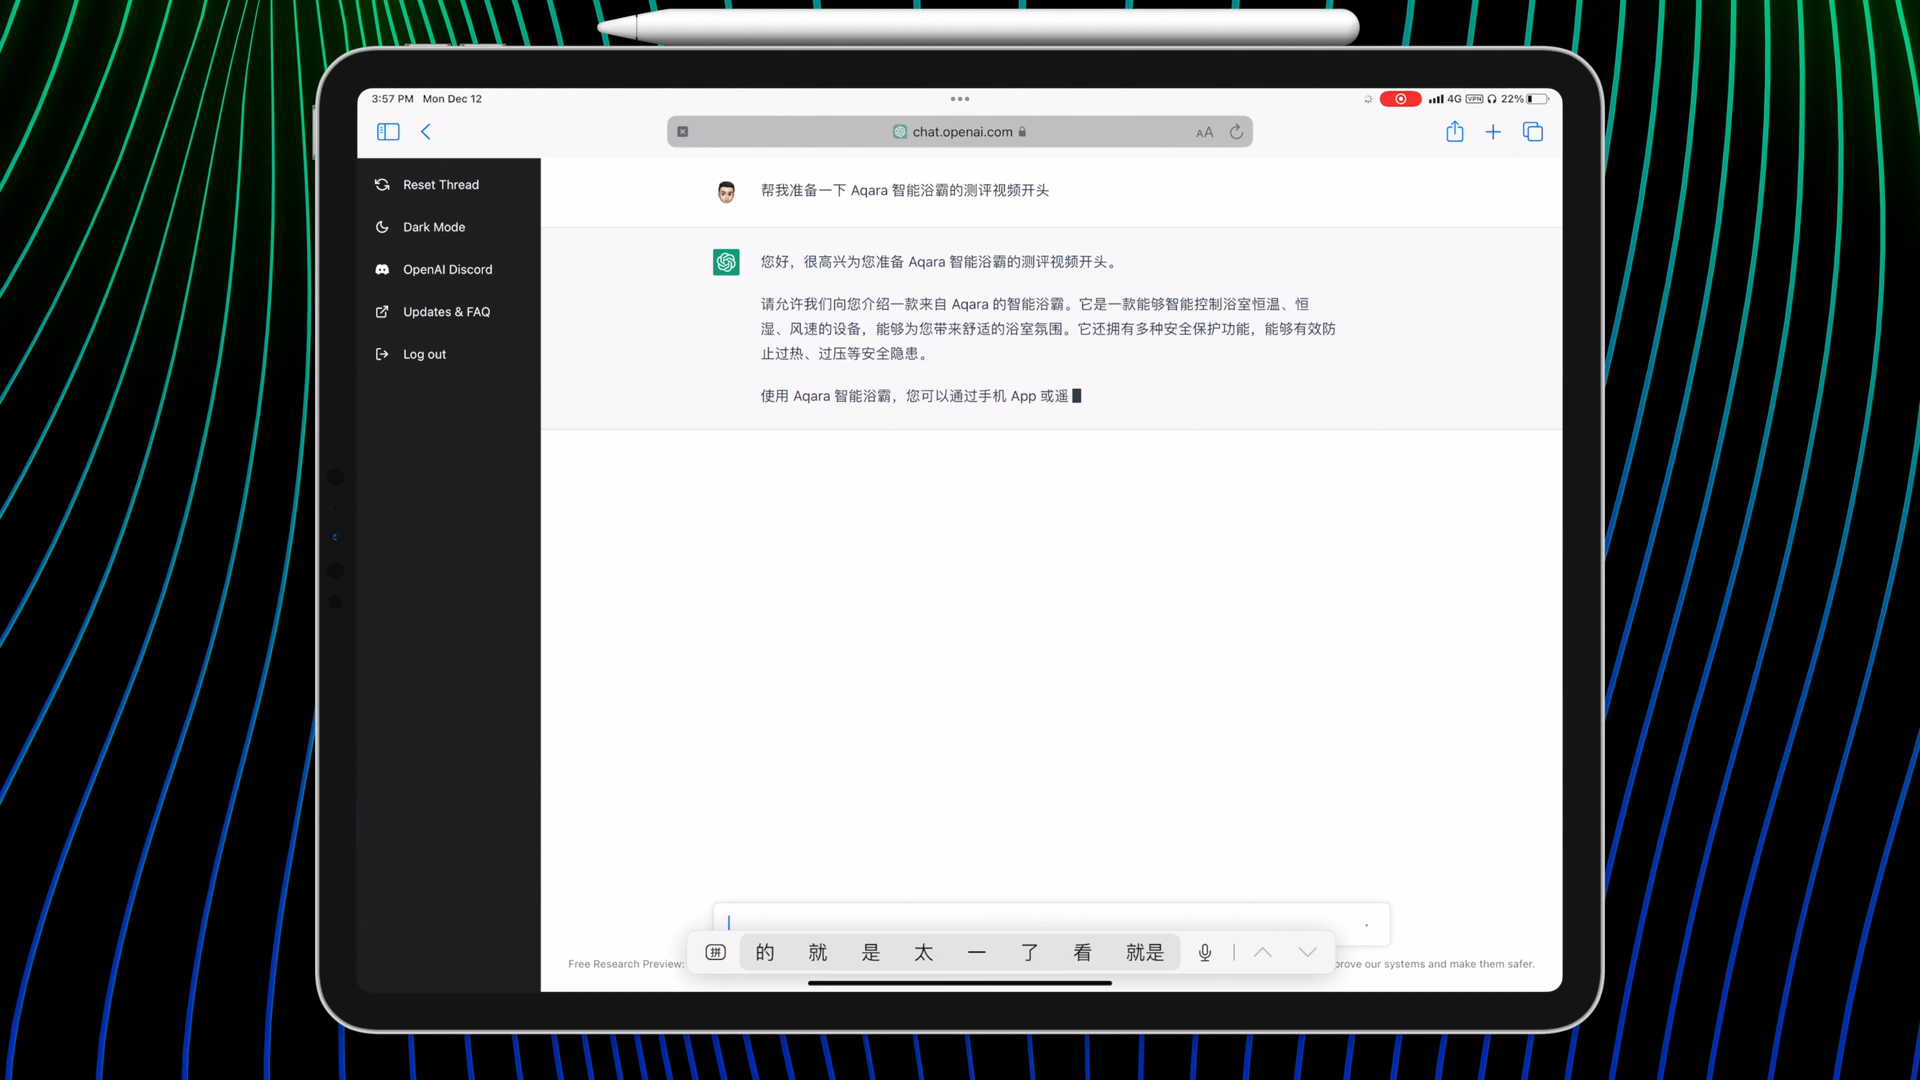 3:57 PM Mon Dec 12
4G VPN 22%
chat.openai.com
AA
Reset Thread
Dark Mode
OpenAI Discord
Updates & FAQ
Log out
帮我准备一下 Aqara 智能浴霸的测评视频开头
您好，很高兴为您准备 Aqara 智能浴霸的测评视频开头。
请允许我们向您介绍一款来自 Aqara 的智能浴霸。它是一款能够智能控制浴室恒温、恒
湿、风速的设备，能够为您带来舒适的浴室氛围。它还拥有多种安全保护功能，能够有效防
止过热、过压等安全隐患。
使用 Aqara 智能浴霸，您可以通过手机 App 或遥
拼 的 就 是 太 一 了 看 就是
Free Research Preview:
prove our systems and make them safer.